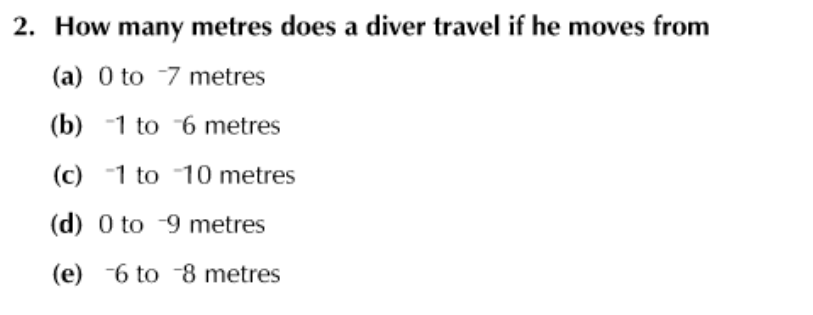 2. How many metres does a diver travel if he moves from
(a) 0 to ⁻7 metres
(b) ⁻1 to ⁻6 metres
(c) ⁻1 to ⁻10 metres
(d) 0 to ⁻9 metres
(e) ⁻6 to ⁻8 metres